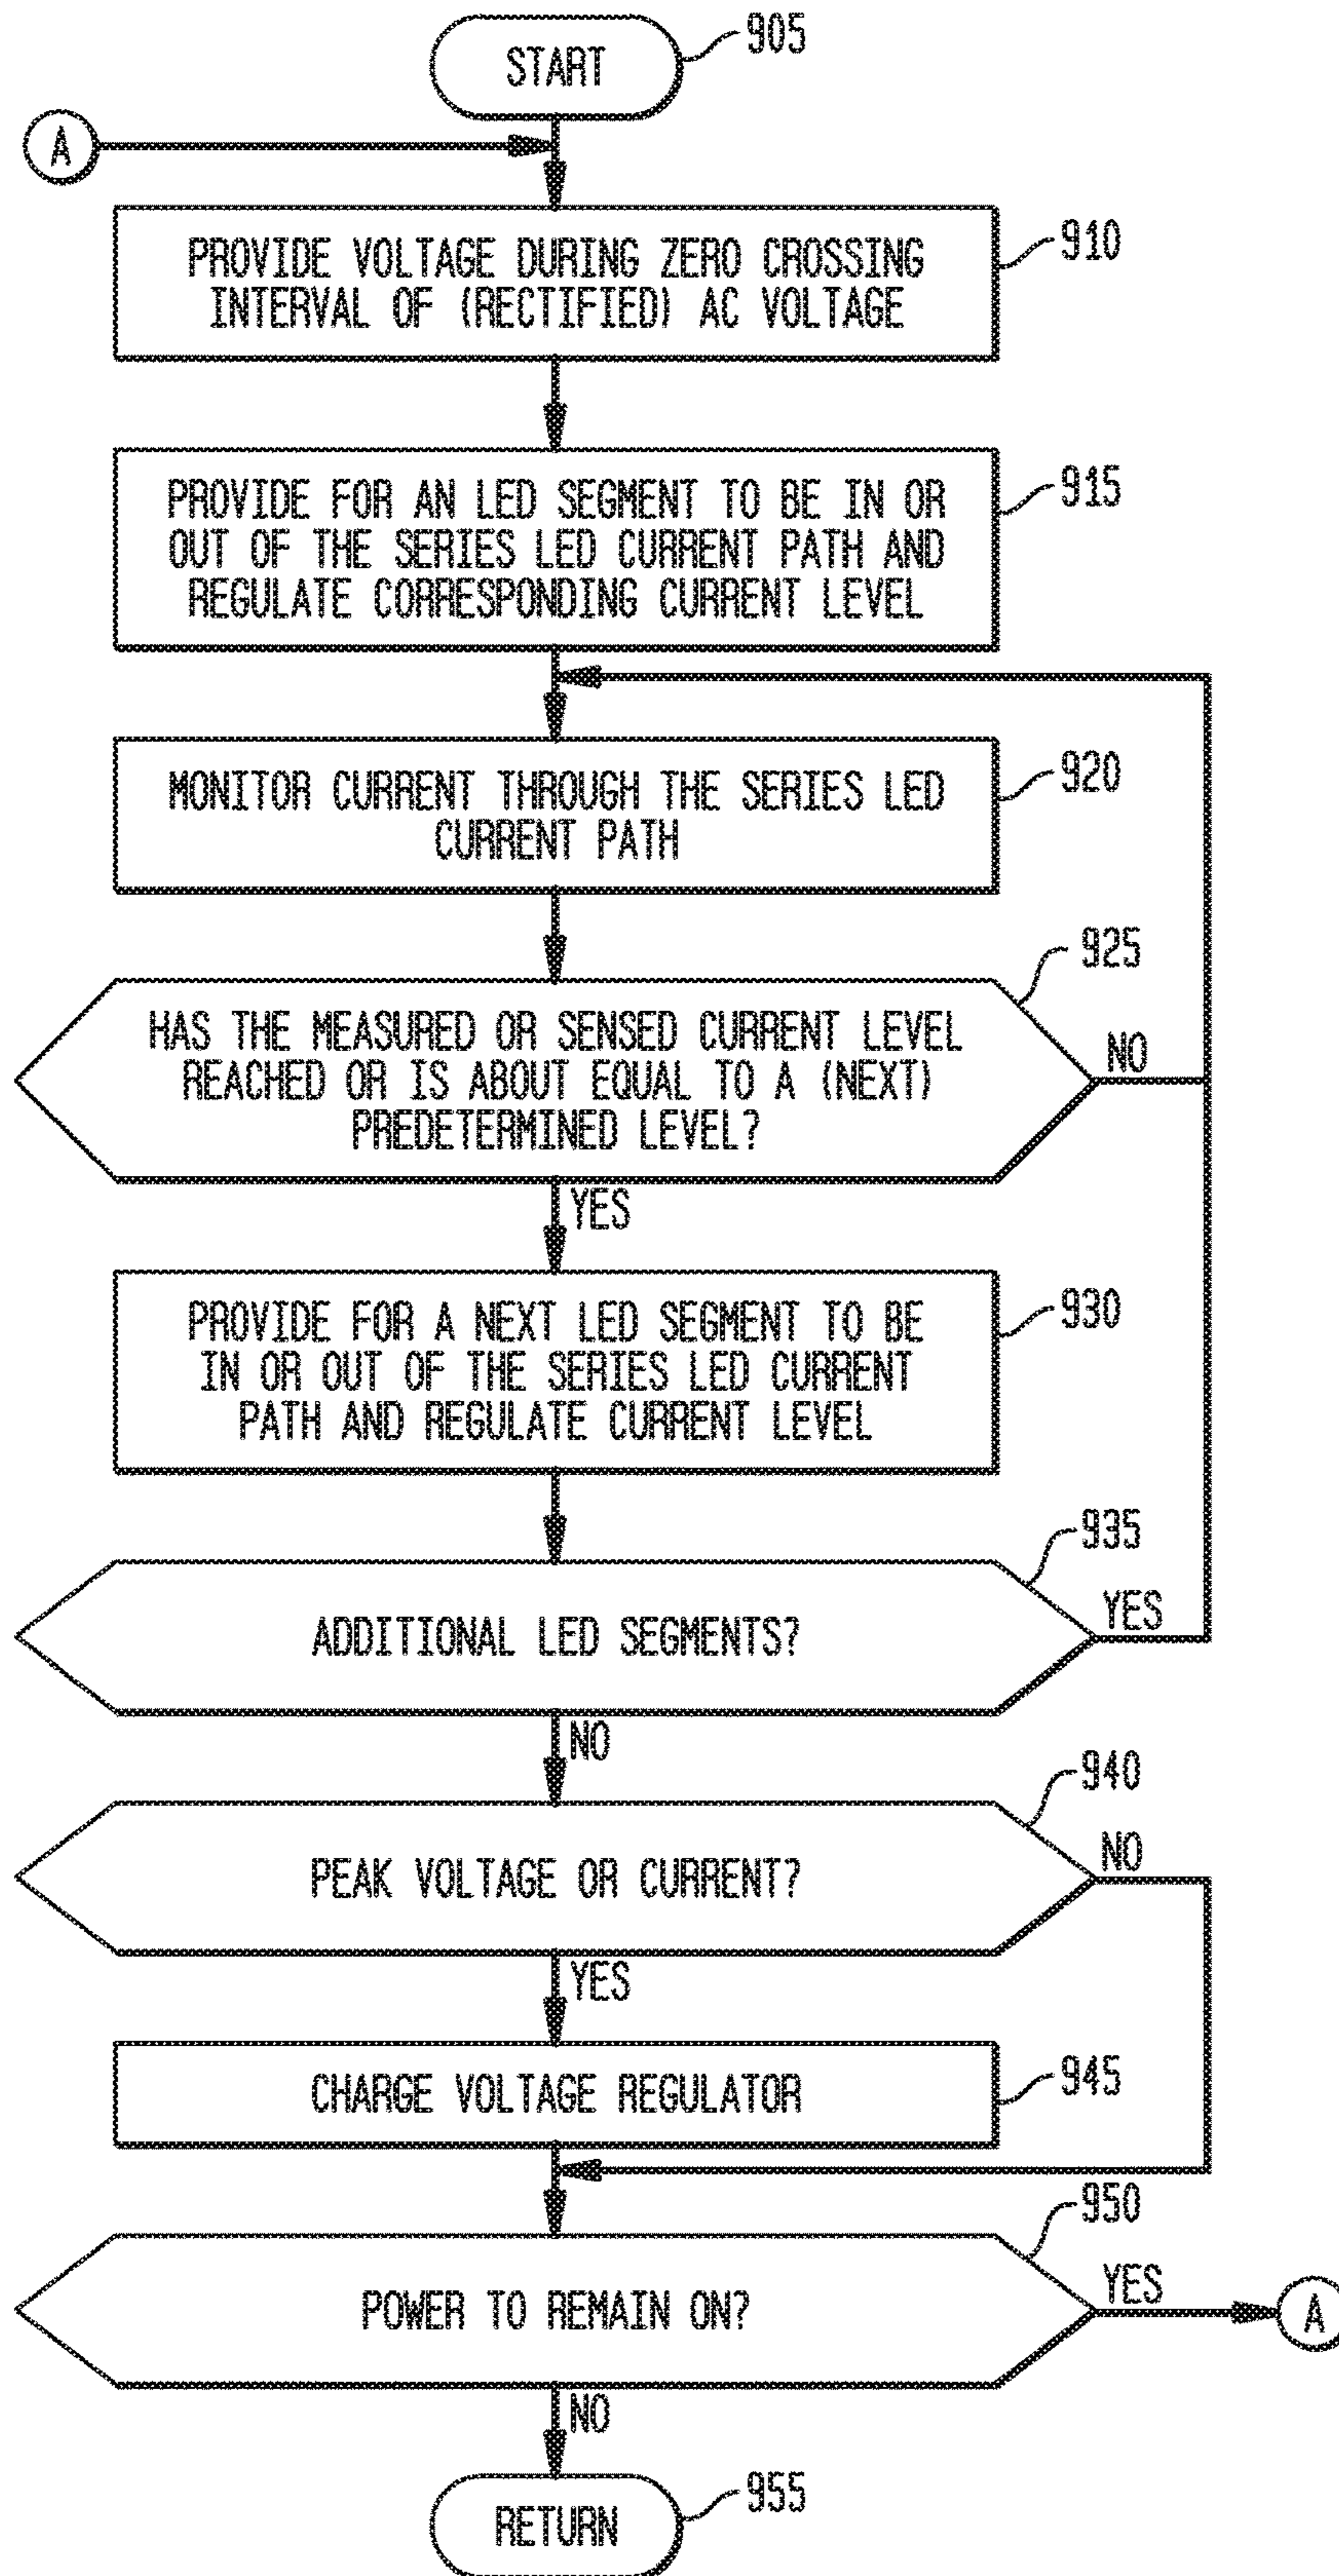 START
905
A
PROVIDE VOLTAGE DURING ZERO CROSSING
INTERVAL OF (RECTIFIED) AC VOLTAGE
910
PROVIDE FOR AN LED SEGMENT TO BE IN OR
OUT OF THE SERIES LED CURRENT PATH AND
REGULATE CORRESPONDING CURRENT LEVEL
915
MONITOR CURRENT THROUGH THE SERIES LED
CURRENT PATH
920
HAS THE MEASURED OR SENSED CURRENT LEVEL
REACHED OR IS ABOUT EQUAL TO A (NEXT)
PREDETERMINED LEVEL?
925
NO
YES
PROVIDE FOR A NEXT LED SEGMENT TO BE
IN OR OUT OF THE SERIES LED CURRENT
PATH AND REGULATE CURRENT LEVEL
930
ADDITIONAL LED SEGMENTS?
935
YES
NO
PEAK VOLTAGE OR CURRENT?
940
NO
YES
CHARGE VOLTAGE REGULATOR
945
POWER TO REMAIN ON?
950
YES
A
NO
RETURN
955